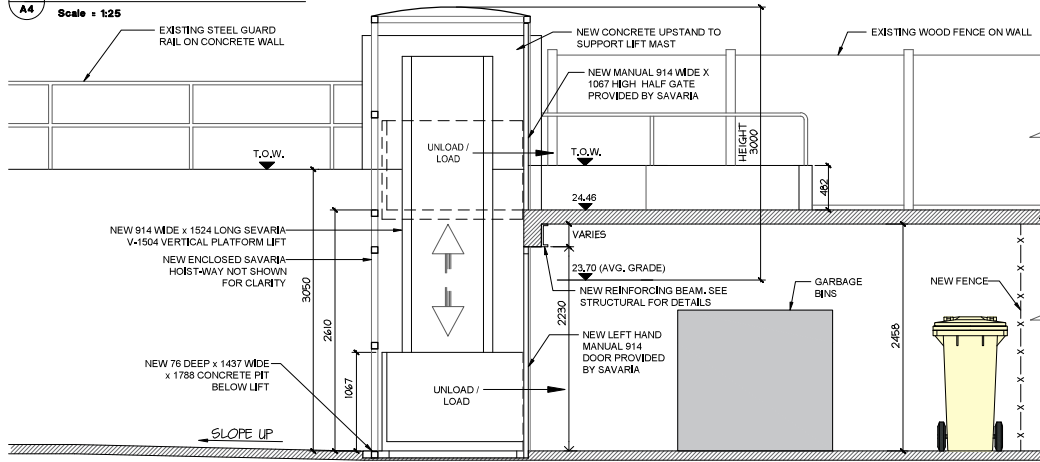 A4
Scale = 1:25
EXISTING STEEL GUARD
RAIL ON CONCRETE WALL
NEW CONCRETE UPSTAND TO
SUPPORT LIFT MAST
EXISTING WOOD FENCE ON WALL
NEW MANUAL 914 WIDE X
1067 HIGH HALF GATE
PROVIDED BY SAVARIA
HEIGHT
3000
UNLOAD /
LOAD
T.O.W.
T.O.W.
482
24.46
NEW 914 WIDE x 1524 LONG SEVARIA
V-1504 VERTICAL PLATFORM LIFT
VARIES
NEW ENCLOSED SAVARIA
HOIST-WAY NOT SHOWN
FOR CLARITY
23.70 (AVG. GRADE)
NEW REINFORCING BEAM. SEE
STRUCTURAL FOR DETAILS
GARBAGE
BINS
NEW FENCE
3050
2610
2230
2458
NEW LEFT HAND
MANUAL 914
DOOR PROVIDED
BY SAVARIA
NEW 76 DEEP x 1437 WIDE
x 1788 CONCRETE PIT
BELOW LIFT
1067
UNLOAD /
LOAD
SLOPE UP